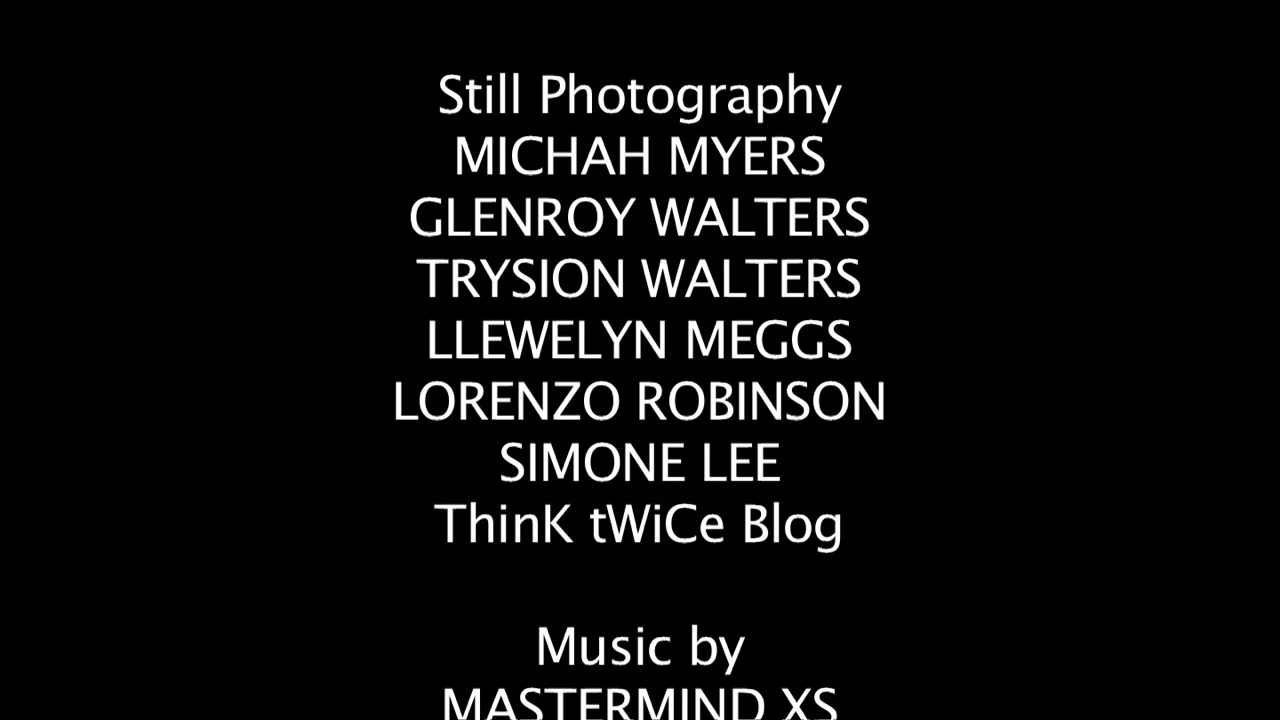 Still Photography
MICHAH MYERS
GLENROY WALTERS
TRYSION WALTERS
LLEWELYN MEGGS
LORENZO ROBINSON
SIMONE LEE
ThinK tWiCe Blog
Music by
MASTERMIND XS